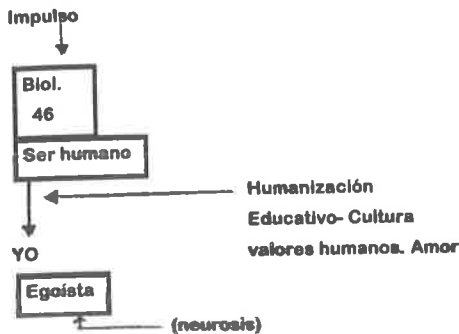 Impulso
Biol.
46
Ser humano
Humanización
Educativo- Cultura
valores humanos. Amor
YO
Egoísta
(neurosis)